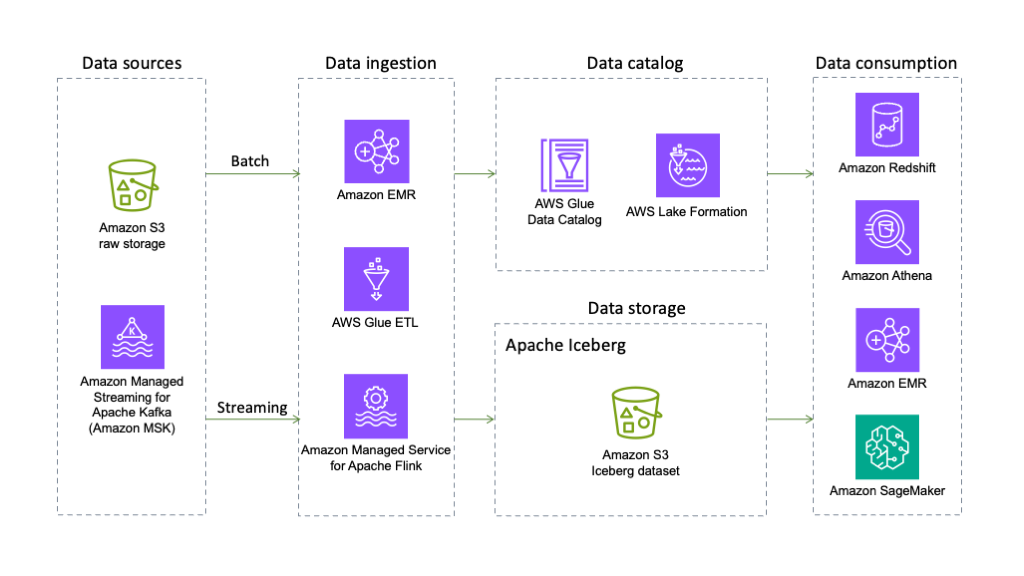 Data sources
Amazon S3
raw storage
Amazon Managed
Streaming for
Apache Kafka
(Amazon MSK)
Batch
Streaming
Data ingestion
Amazon EMR
AWS Glue ETL
Amazon Managed Service
for Apache Flink
Data catalog
AWS Glue
Data Catalog
AWS Lake Formation
Data storage
Apache Iceberg
Amazon S3
Iceberg dataset
Data consumption
Amazon Redshift
Amazon Athena
Amazon EMR
Amazon SageMaker
K